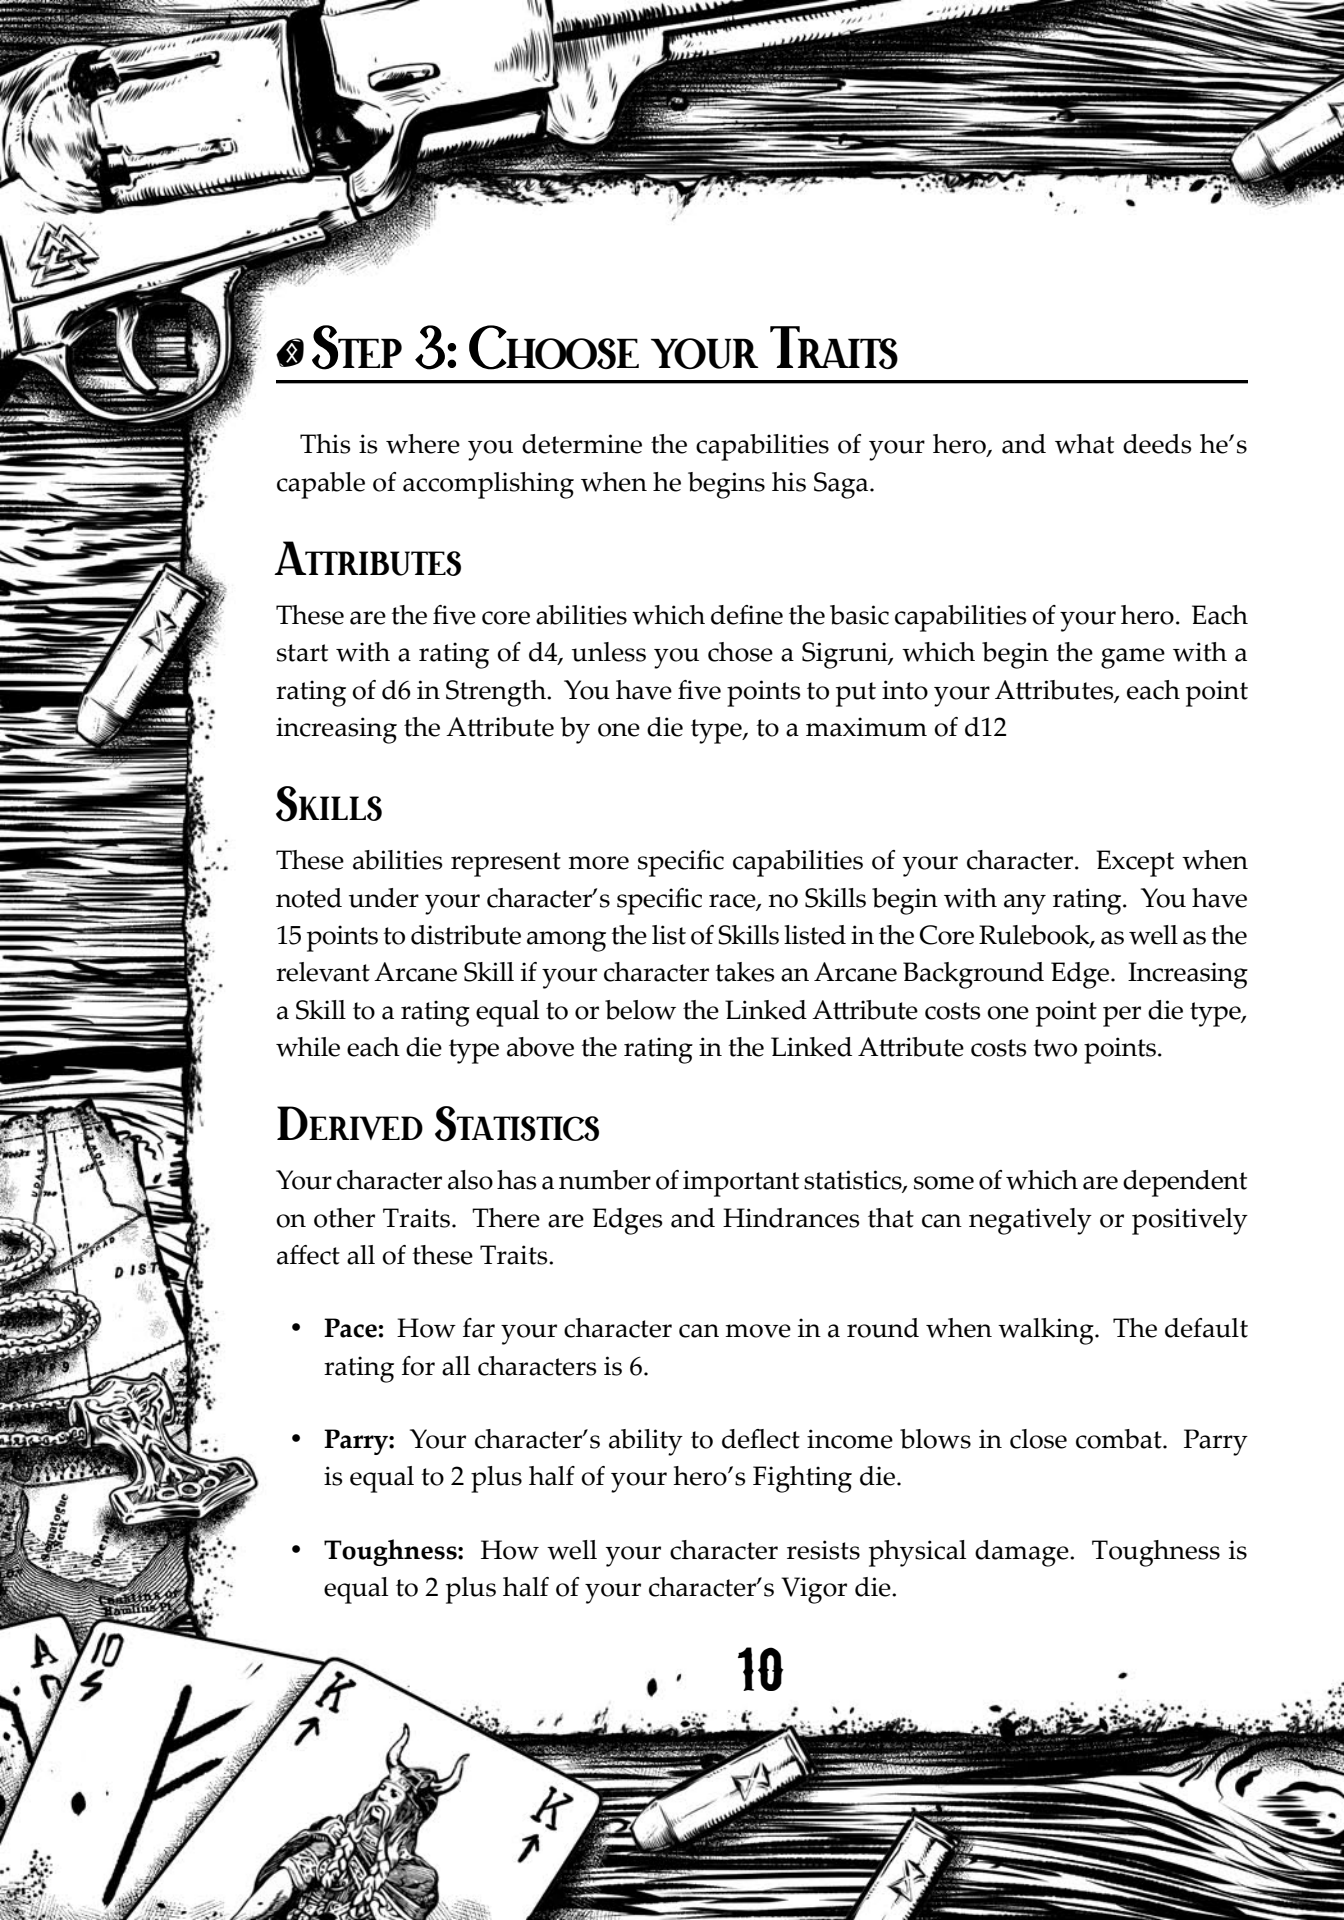 Step 3: Choose your Traits
This is where you determine the capabilities of your hero, and what deeds he's
capable of accomplishing when he begins his Saga.
Attributes
These are the five core abilities which define the basic capabilities of your hero. Each
start with a rating of d4, unless you chose a Sigruni, which begin the game with a
rating of d6 in Strength. You have five points to put into your Attributes, each point
increasing the Attribute by one die type, to a maximum of d12
Skills
These abilities represent more specific capabilities of your character. Except when
noted under your character's specific race, no Skills begin with any rating. You have
15 points to distribute among the list of Skills listed in the Core Rulebook, as well as the
relevant Arcane Skill if your character takes an Arcane Background Edge. Increasing
a Skill to a rating equal to or below the Linked Attribute costs one point per die type,
while each die type above the rating in the Linked Attribute costs two points.
Derived Statistics
Your character also has a number of important statistics, some of which are dependent
on other Traits. There are Edges and Hindrances that can negatively or positively
affect all of these Traits.
• Pace: How far your character can move in a round when walking. The default
rating for all characters is 6.
• Parry: Your character's ability to deflect income blows in close combat. Parry
is equal to 2 plus half of your hero's Fighting die.
• Toughness: How well your character resists physical damage. Toughness is
equal to 2 plus half of your character's Vigor die.
10
UDALLS
DIST
A
10
K
K